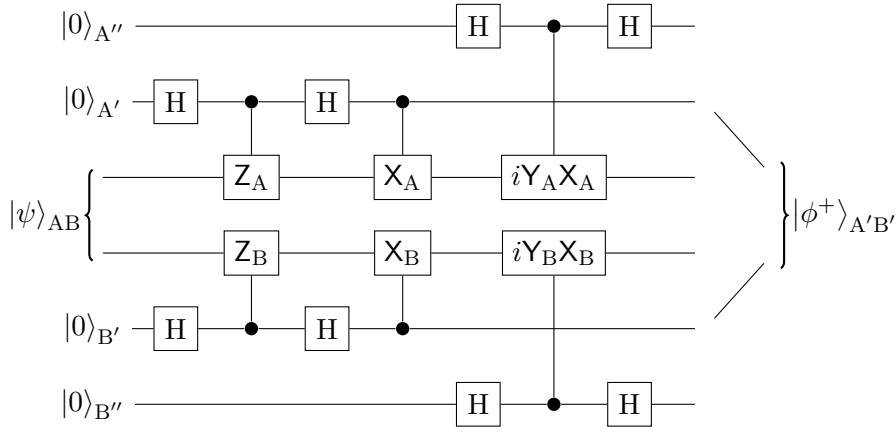 |0⟩A'' H H
|0⟩A' H H
|ψ⟩AB ZA XA iYAXA |ϕ+⟩A'B'
ZB XB iYBXB
|0⟩B' H H
|0⟩B'' H H